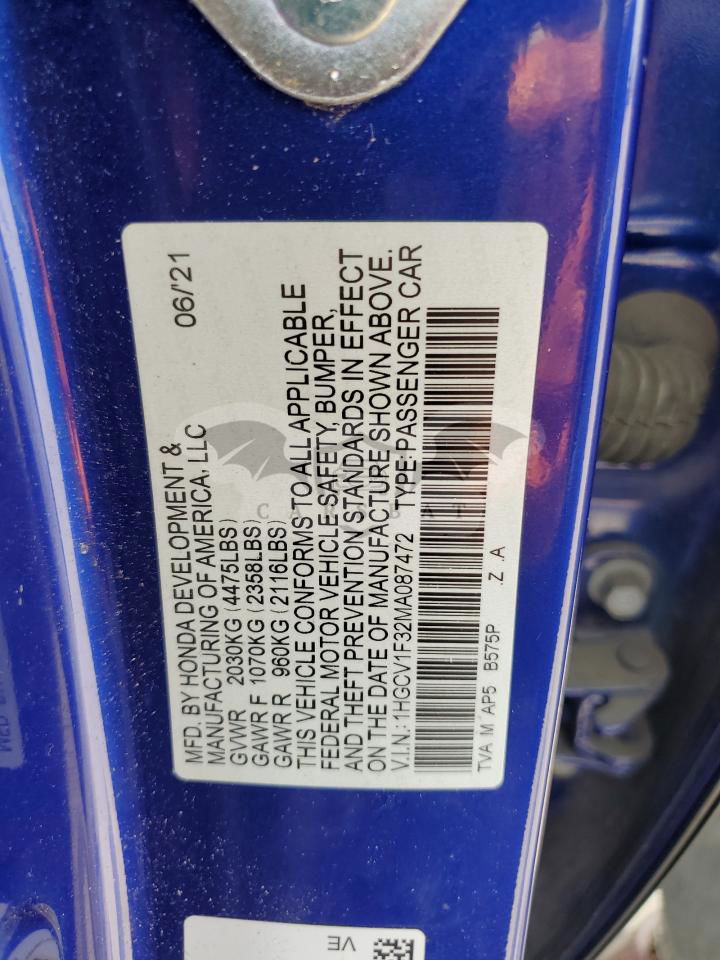 06/'21
MFD. BY HONDA DEVELOPMENT &
MANUFACTURING OF AMERICA, LLC
GVWR 2030KG (4475LBS)
GAWR F 1070KG (2358LBS)
GAWR R 960KG (2116LBS)
THIS VEHICLE CONFORMS TO ALL APPLICABLE
FEDERAL MOTOR VEHICLE SAFETY, BUMPER,
AND THEFT PREVENTION STANDARDS IN EFFECT
ON THE DATE OF MANUFACTURE SHOWN ABOVE.
V.I.N.: 1HGCV1F32MA087472 TYPE: PASSENGER CAR
TVA M AP5 B575P .Z .A
VE